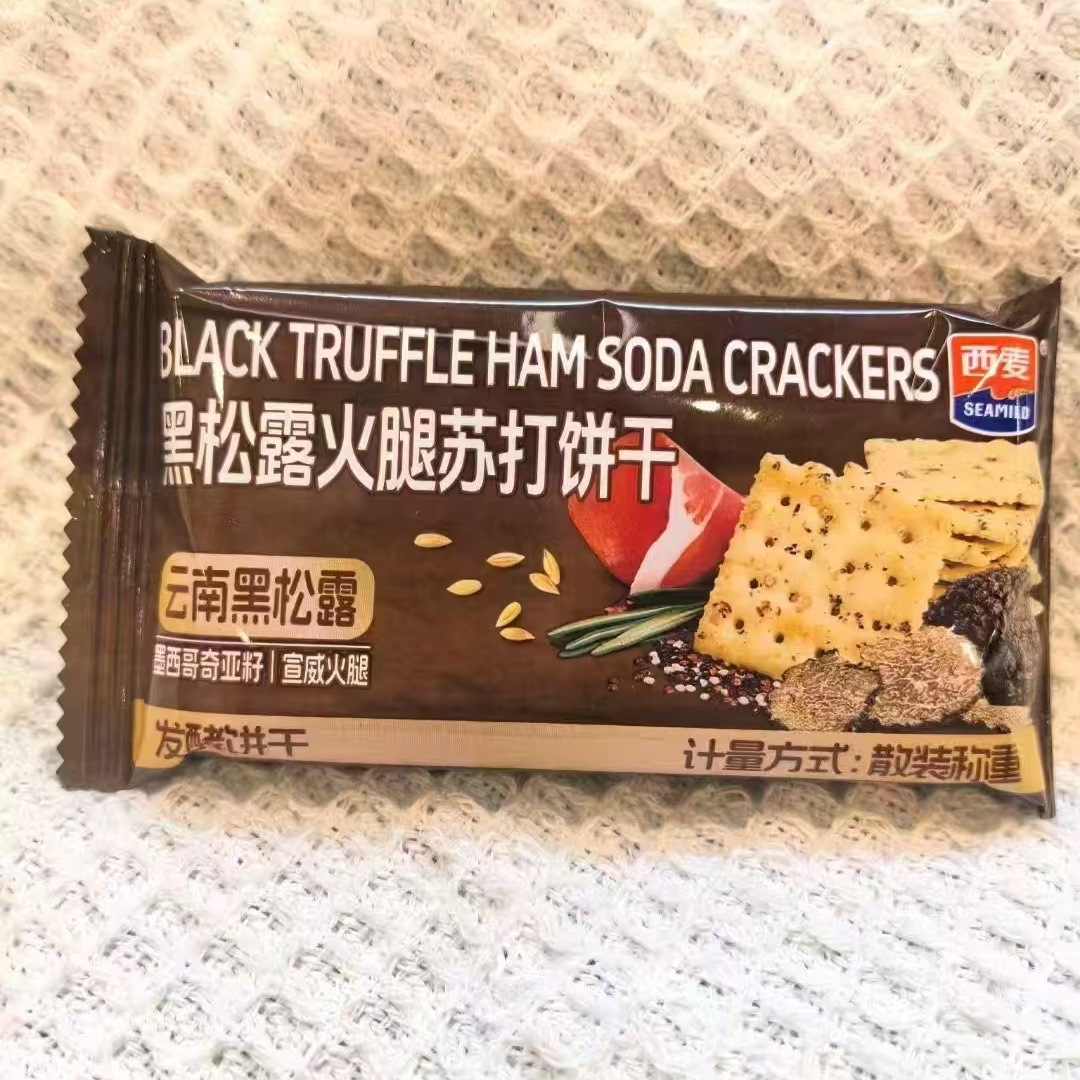 BLACK TRUFFLE HAM SODA CRACKERS
西麦
SEAMILD
®
黑松露火腿苏打饼干
云南黑松露
墨西哥奇亚籽 | 宣威火腿
发酵饼干
计量方式：散装称重